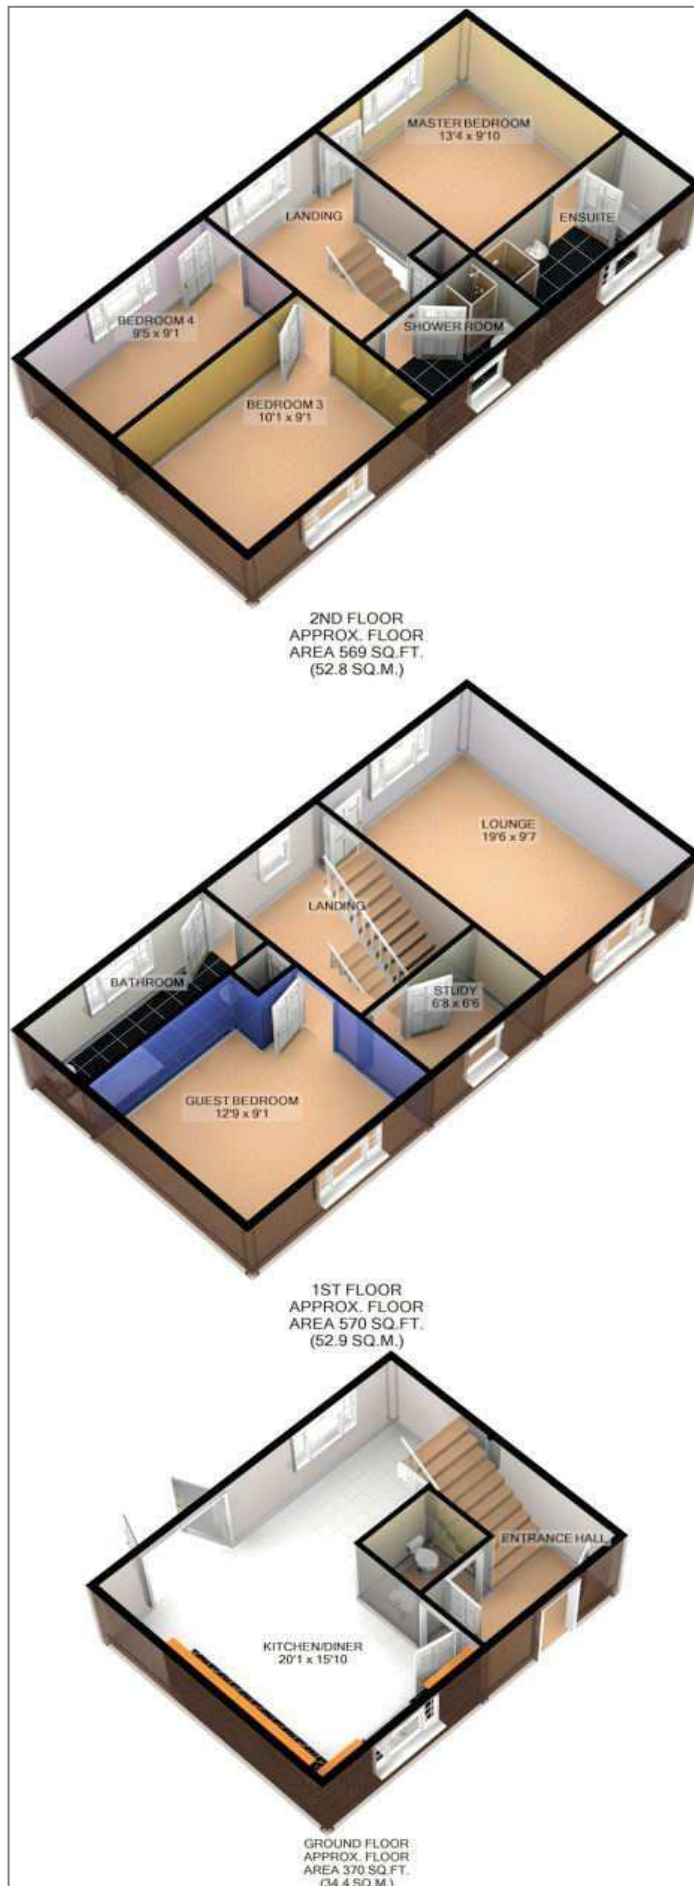 MASTER BEDROOM
13'4 x 9'10
LANDING
ENSUITE
BEDROOM 4
9'5 x 9'1
SHOWER ROOM
BEDROOM 3
10'1 x 9'1
2ND FLOOR
APPROX. FLOOR
AREA 569 SQ.FT.
(52.8 SQ.M.)
LOUNGE
19'6 x 9'7
LANDING
BATHROOM
STUDY
6'8 x 6'6
GUEST BEDROOM
12'9 x 9'1
1ST FLOOR
APPROX. FLOOR
AREA 570 SQ.FT.
(52.9 SQ.M.)
ENTRANCE HALL
KITCHEN/DINER
20'1 x 15'10
GROUND FLOOR
APPROX. FLOOR
AREA 370 SQ.FT.
(34.4 SQ.M.)